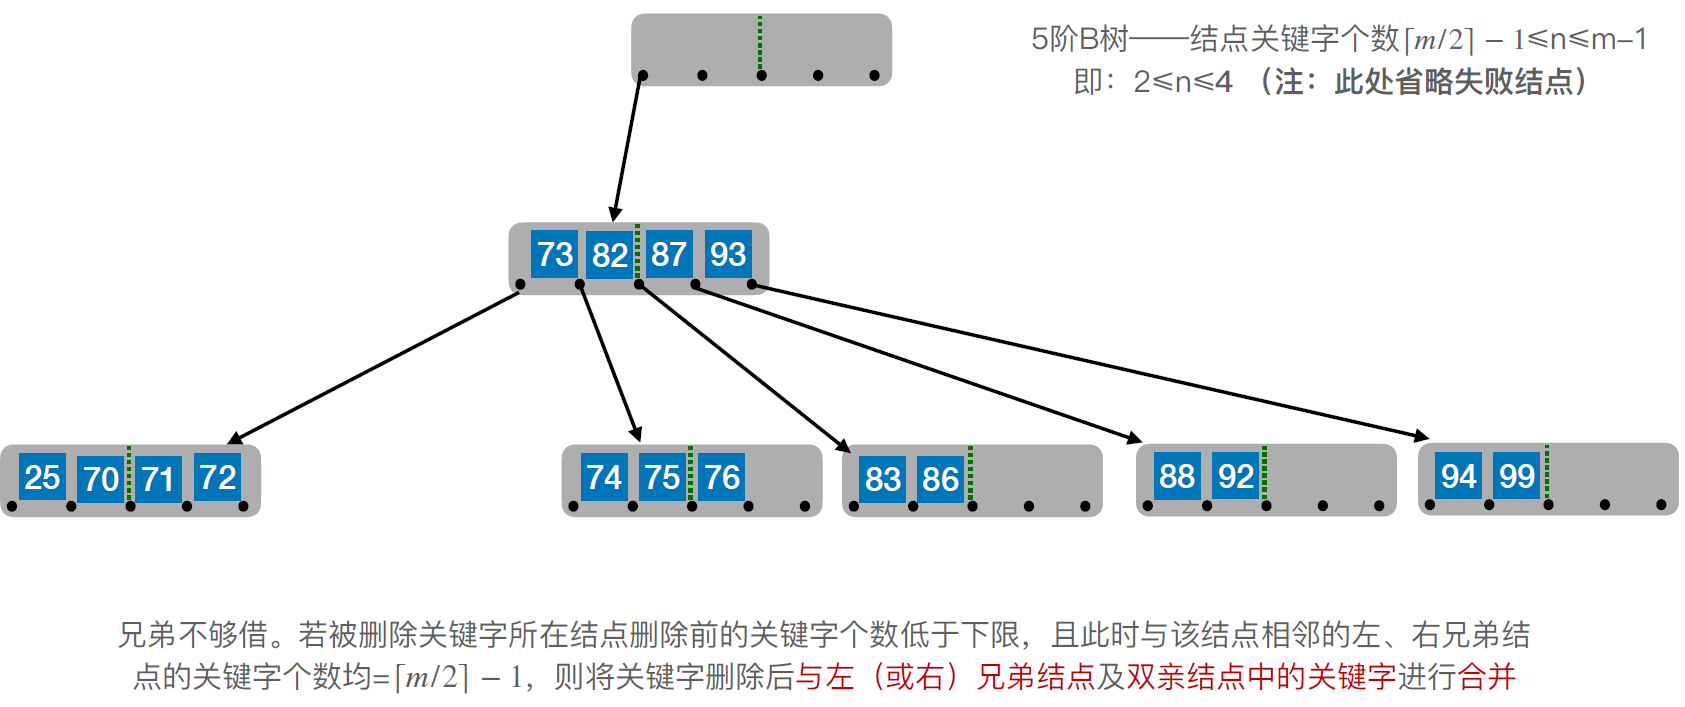 5阶B树——结点关键字个数⌈m/2⌉ − 1≤n≤m-1
即：2≤n≤4 （注：此处省略失败结点）
73 82 87 93
25 70 71 72 74 75 76 83 86 88 92 94 99
兄弟不够借。若被删除关键字所在结点删除前的关键字个数低于下限，且此时与该结点相邻的左、右兄弟结
点的关键字个数均=⌈m/2⌉ − 1，则将关键字删除后与左（或右）兄弟结点及双亲结点中的关键字进行合并